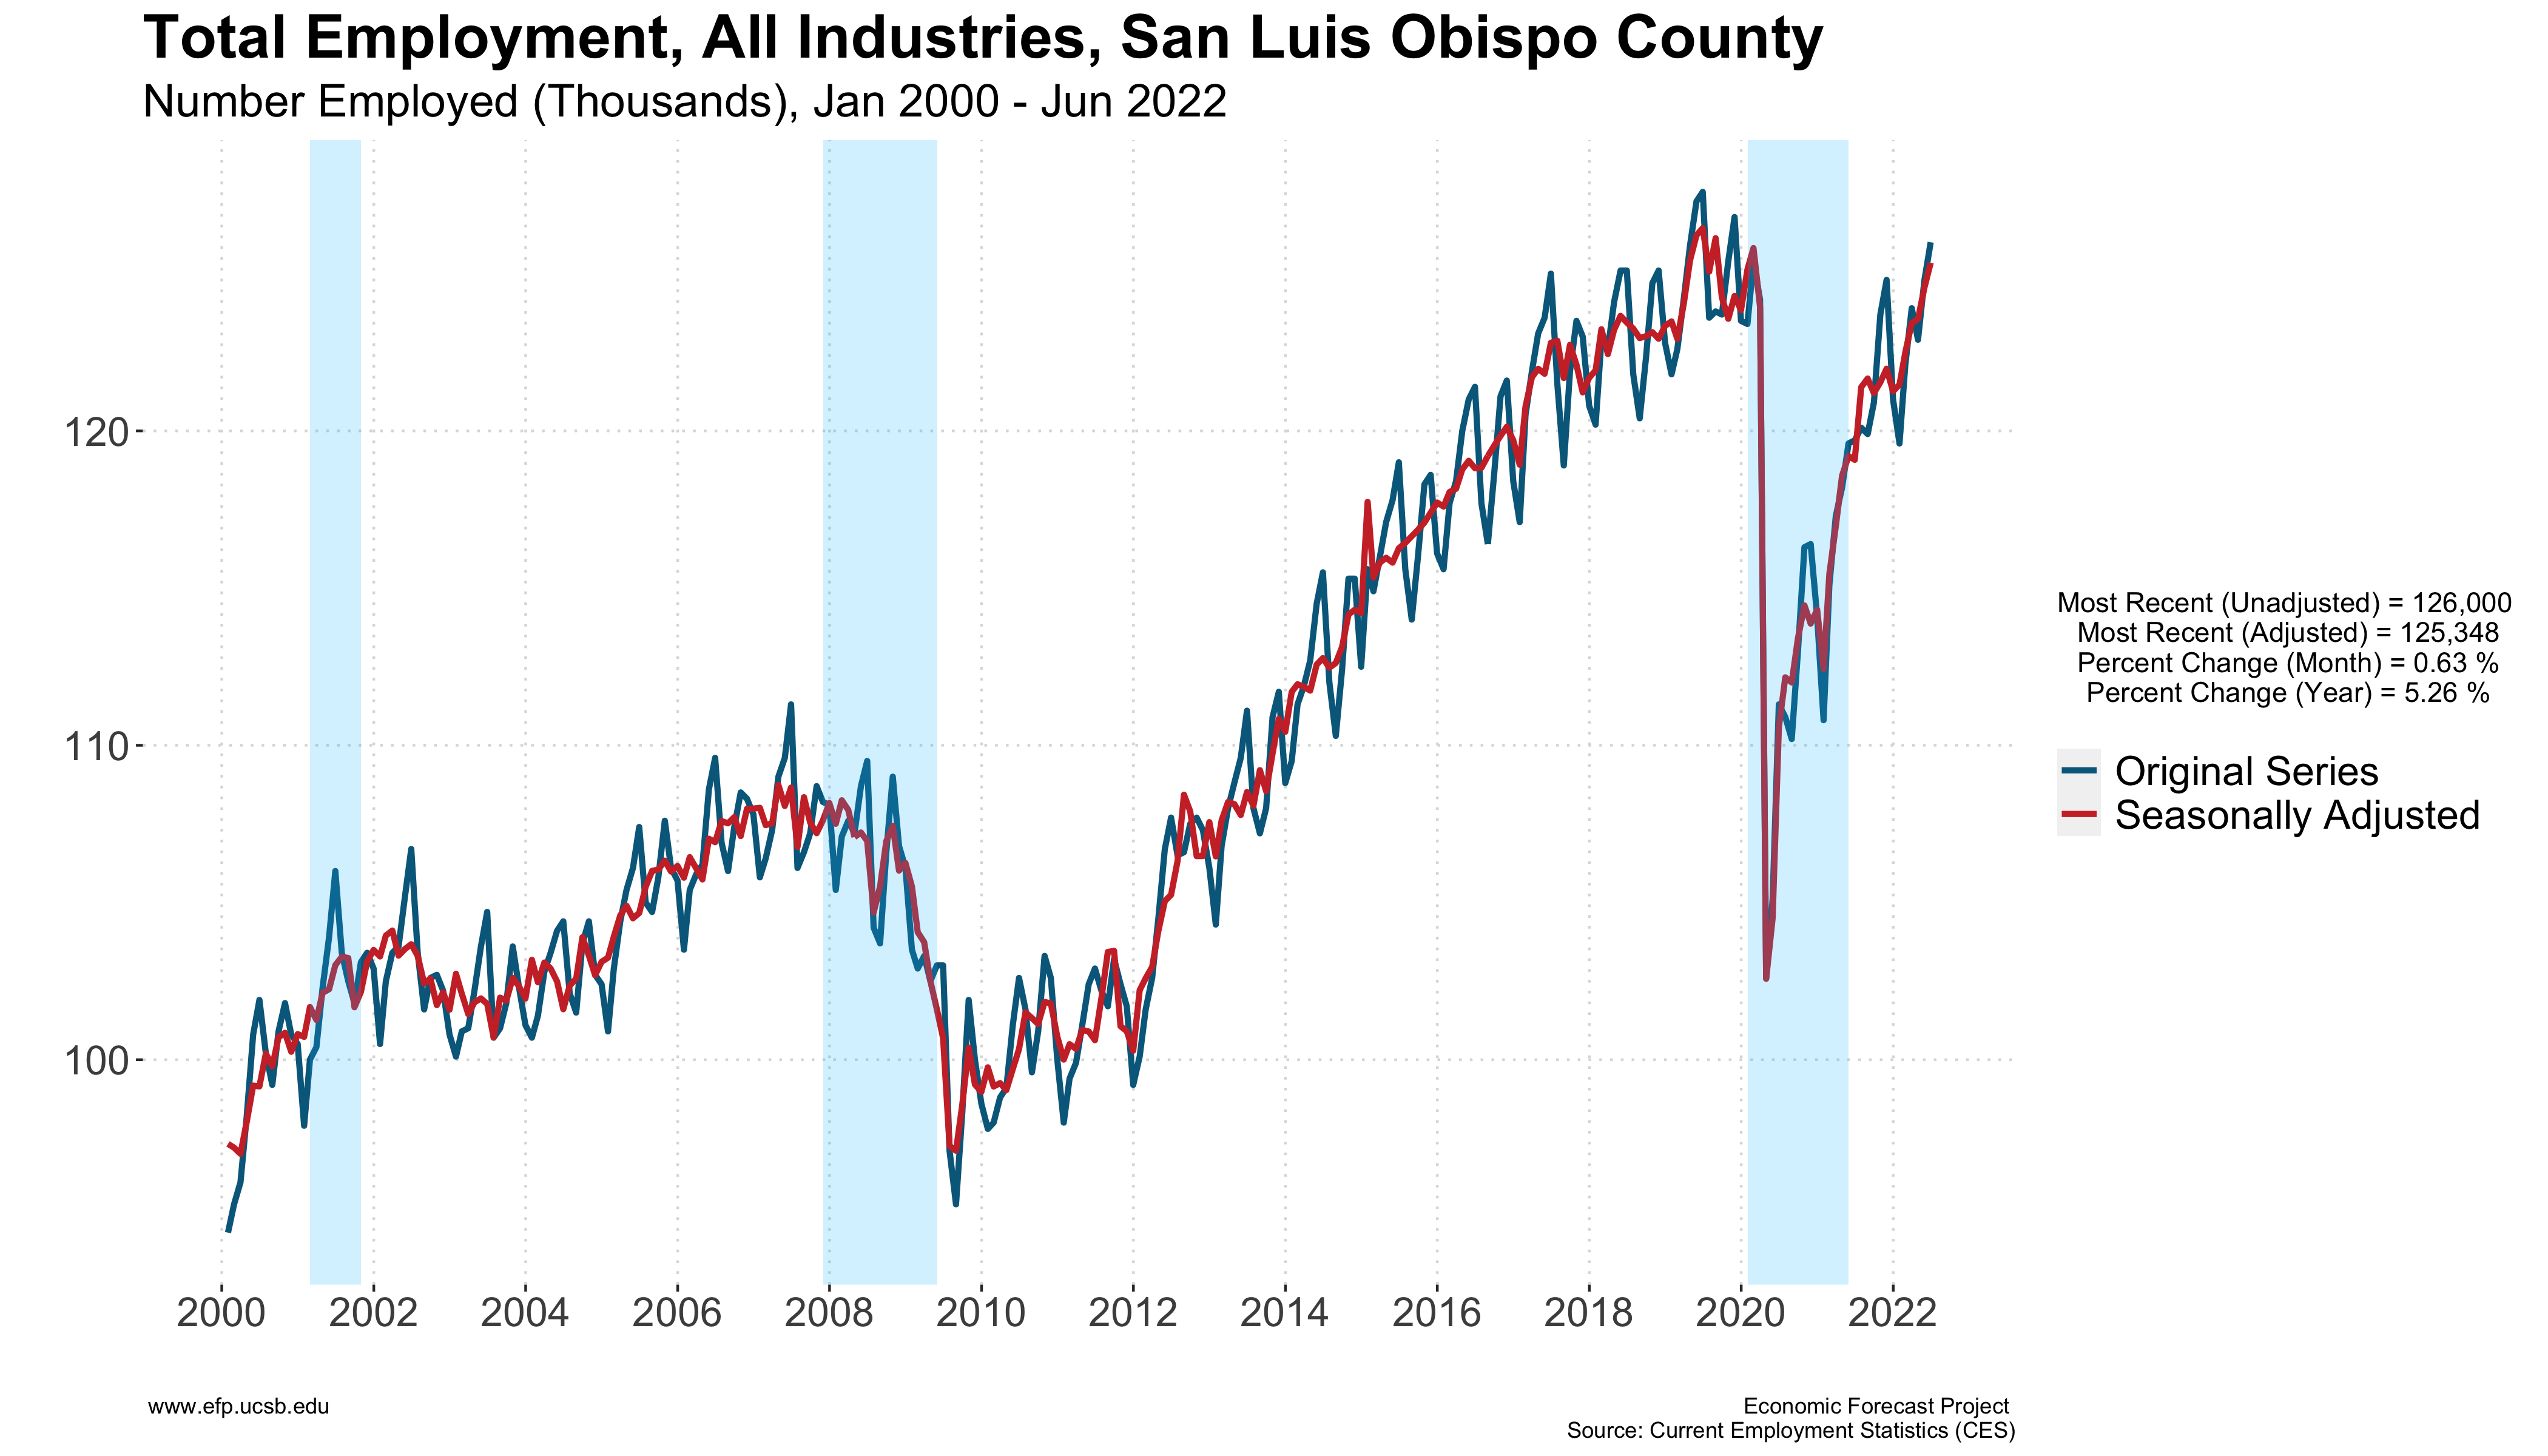 Total Employment, All Industries, San Luis Obispo County
Number Employed (Thousands), Jan 2000 - Jun 2022
120
110
100
Most Recent (Unadjusted) = 126,000
Most Recent (Adjusted) = 125,348
Percent Change (Month) = 0.63 %
Percent Change (Year) = 5.26 %
Original Series
Seasonally Adjusted
2000 2002 2004 2006 2008 2010 2012 2014 2016 2018 2020 2022
www.efp.ucsb.edu
Economic Forecast Project
Source: Current Employment Statistics (CES)